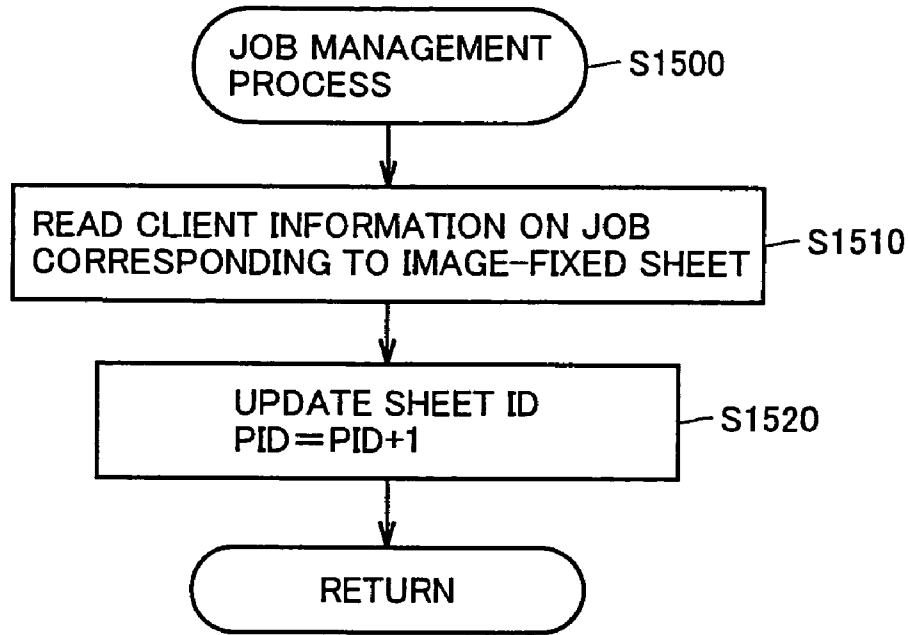 JOB MANAGEMENT
PROCESS
S1500
READ CLIENT INFORMATION ON JOB
CORRESPONDING TO IMAGE-FIXED SHEET
S1510
UPDATE SHEET ID
PID=PID+1
S1520
RETURN